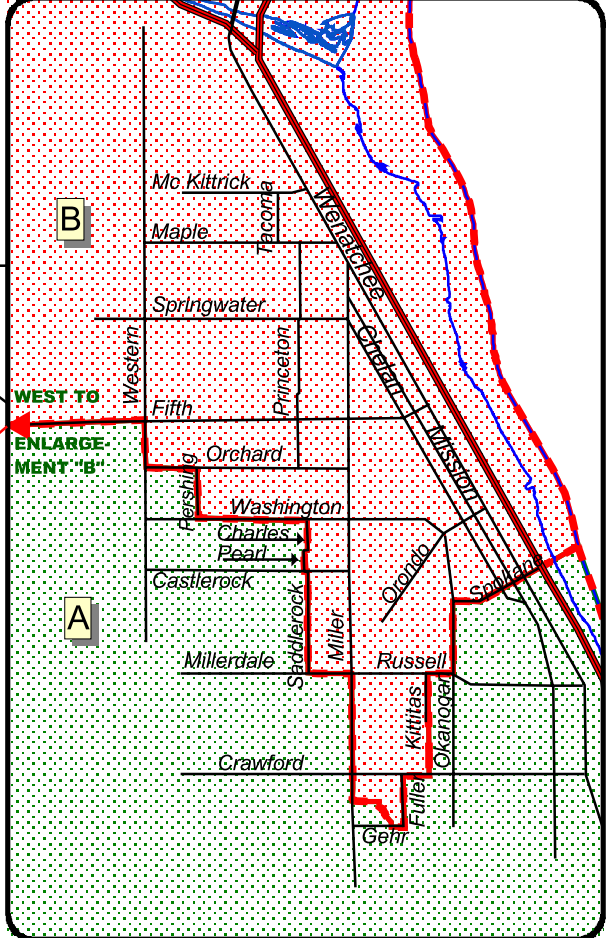 Mc Kittrick
Tacoma
Wenatchee
B
Maple
Springwater
Chelan
Western
Princeton
WEST TO
Fifth
ENLARGE-
MENT "B"
Orchard
Mission
Pershing
Washington
Charles
Pearl
Orondo
Spokane
Castlerock
A
Saddlerock
Miller
Millerdale
Russell
Kittitas
Okanogan
Crawford
Fuller
Gehr